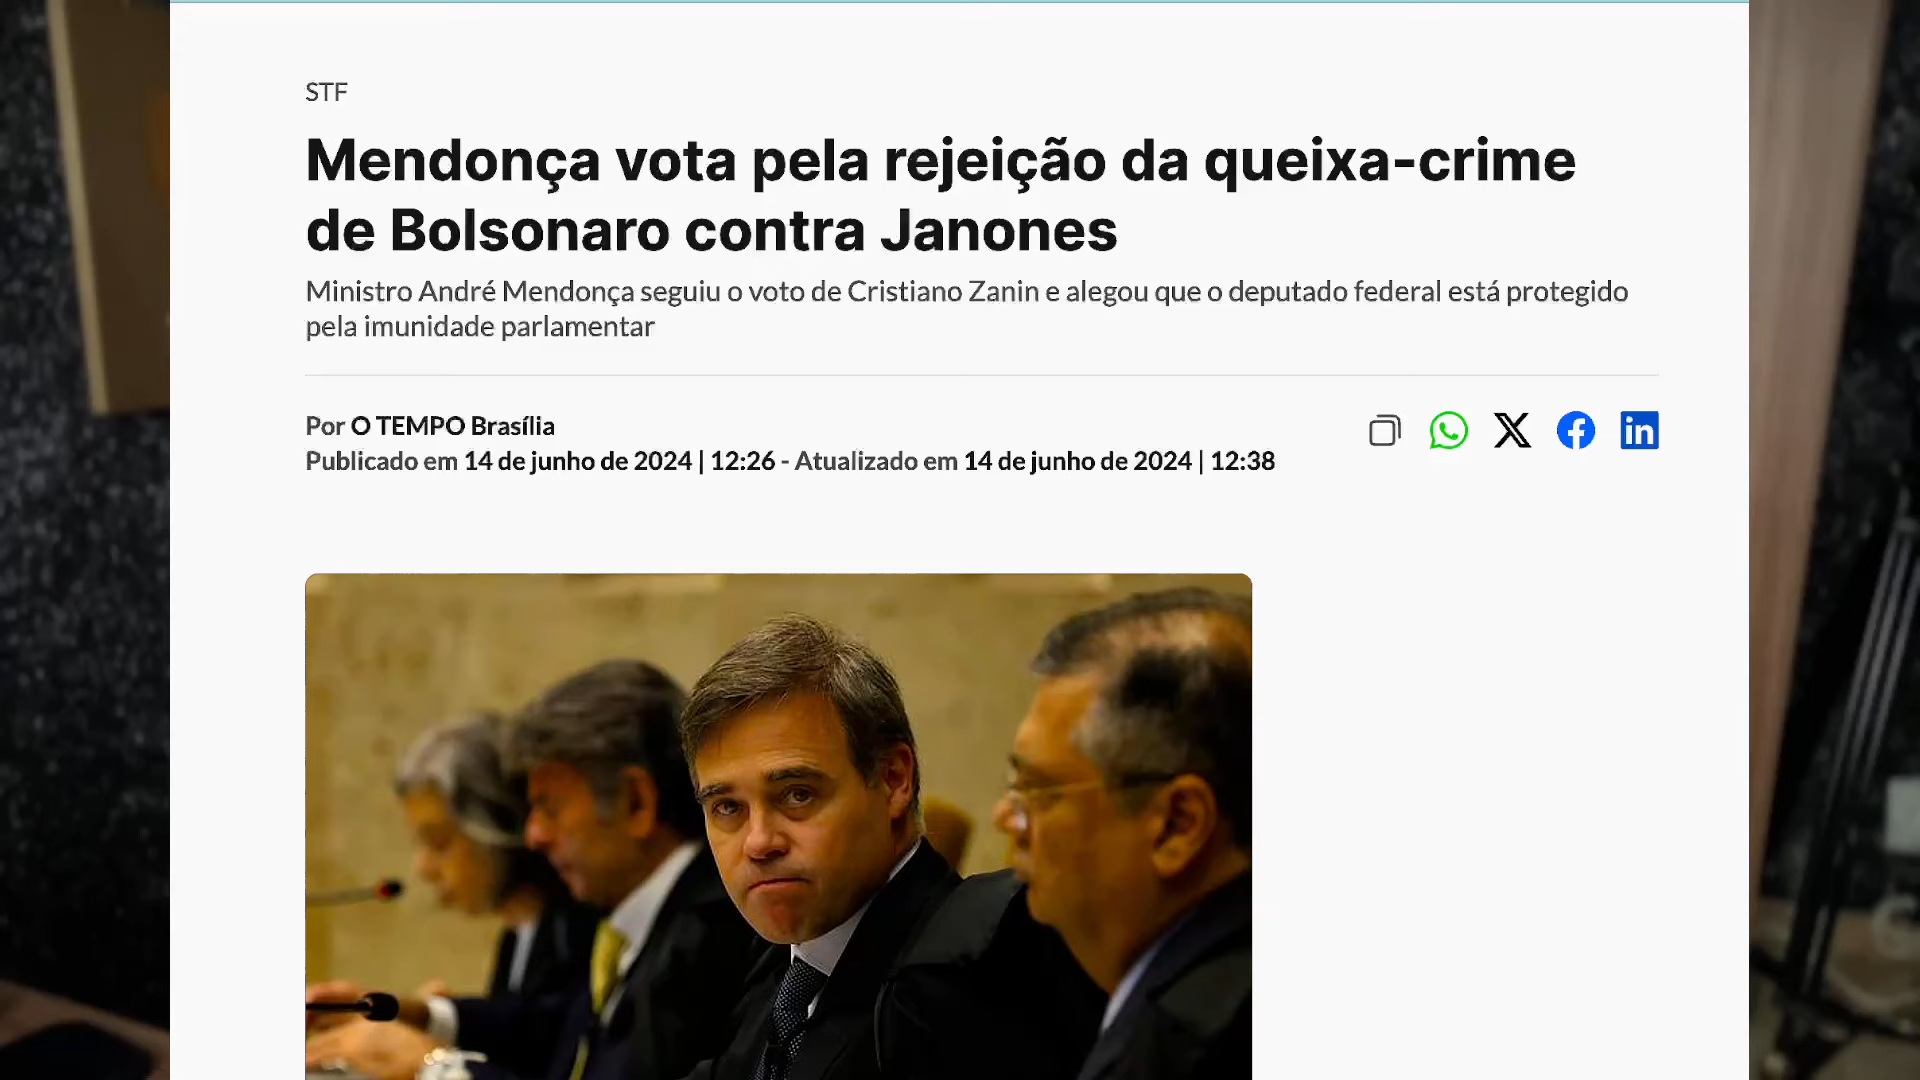 STF
Mendonça vota pela rejeição da queixa-crime
de Bolsonaro contra Janones
Ministro André Mendonça seguiu o voto de Cristiano Zanin e alegou que o deputado federal está protegido
pela imunidade parlamentar
Por O TEMPO Brasília
Publicado em 14 de junho de 2024 | 12:26 - Atualizado em 14 de junho de 2024 | 12:38